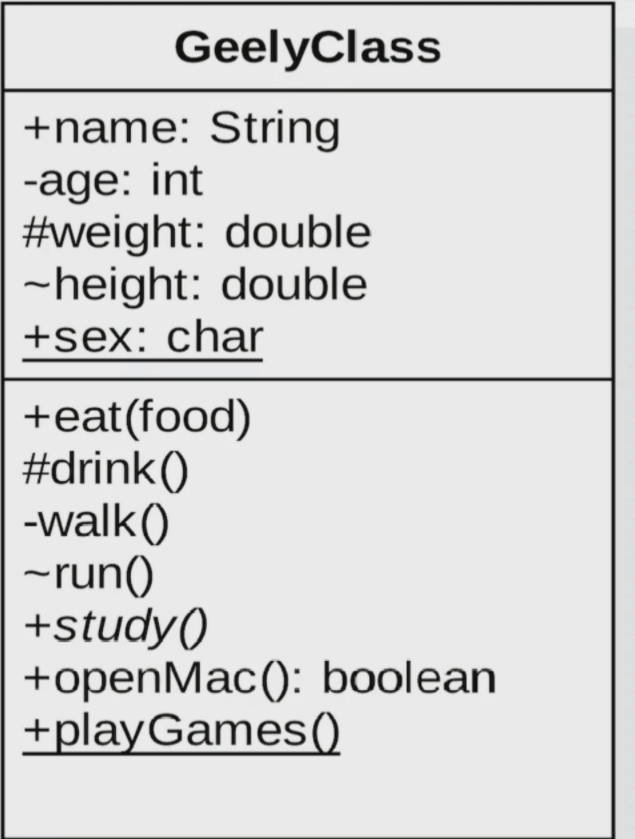 GeelyClass
+name: String
-age: int
#weight: double
~height: double
+sex: char
+eat(food)
#drink()
-walk()
~run()
+study()
+openMac(): boolean
+playGames()